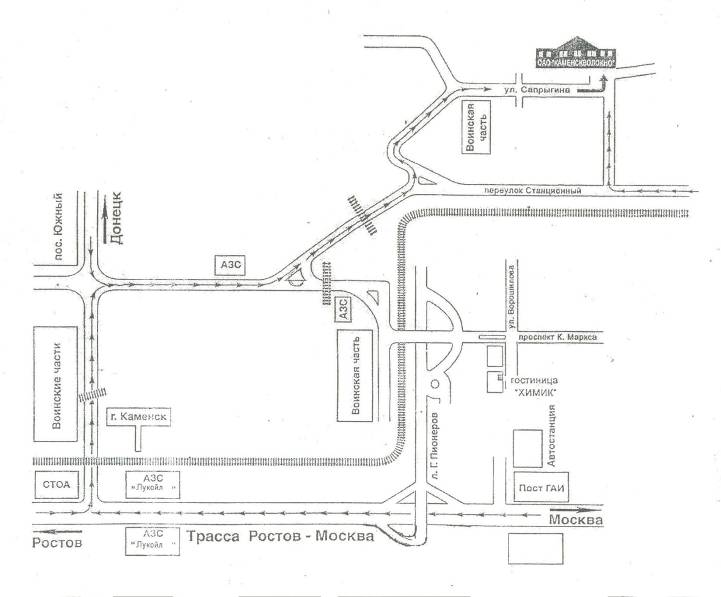 ОАО "КАМЕНСКВОЛОКНО"
ул. Сапрыгина
Воинская
часть
переулок Станционный
пос. Южный
Донецк
АЗС
АЗС
ул. Ворошилова
проспект К. Маркса
Воинские части
Воинская часть
гостиница
"ХИМИК"
г. Каменск
л. Г. Пионеров
Автостанция
СТОА
АЗС
"Лукойл"
Пост ГАИ
Москва
Ростов
АЗС
"Лукойл"
Трасса Ростов - Москва